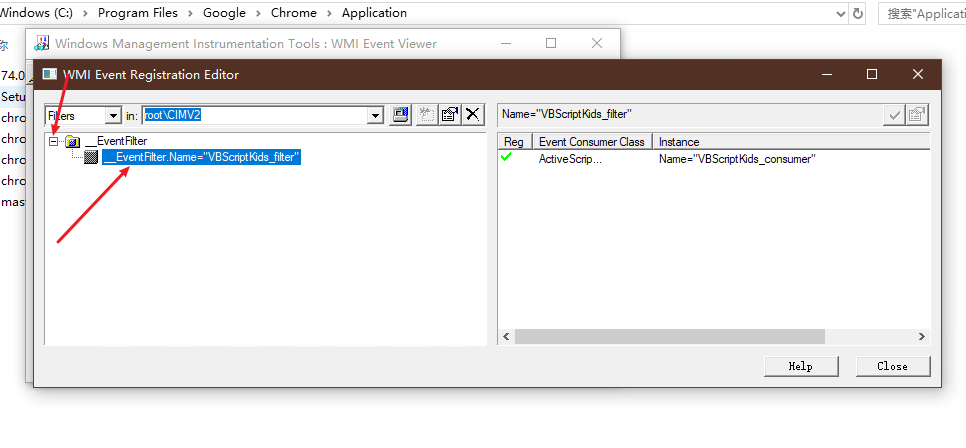 Windows (C:) › Program Files › Google › Chrome › Application
搜索"Applicati
你
Windows Management Instrumentation Tools : WMI Event Viewer
74.0
WMI Event Registration Editor
Setu
Filters in: root\CIMV2
Name="VBScriptKids_filter"
chro
chro
chro
chro
mas
__EventFilter
__EventFilter.Name="VBScriptKids_filter"
Reg Event Consumer Class Instance
ActiveScrip... Name="VBScriptKids_consumer"
Help Close